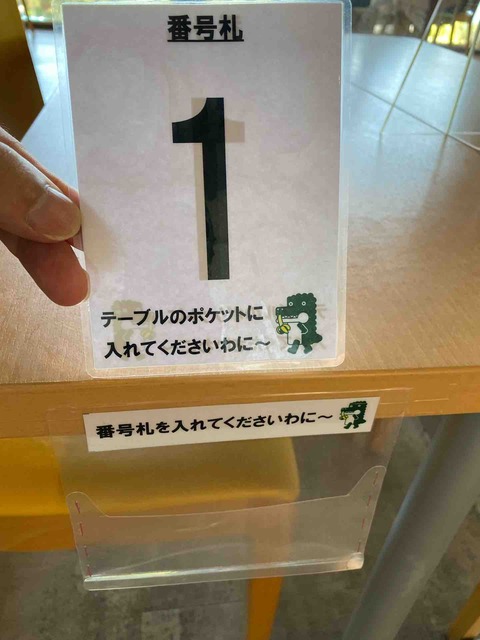 番号札
1
テーブルのポケットに
入れてくださいわに～
番号札を入れてくださいわに～